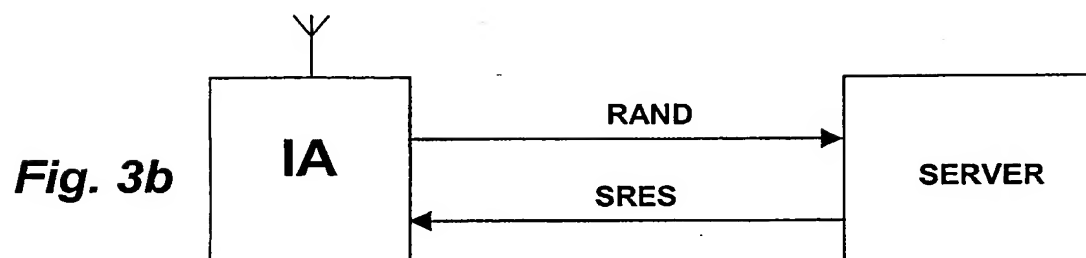 RAND
IA
Fig. 3b
SERVER
SRES